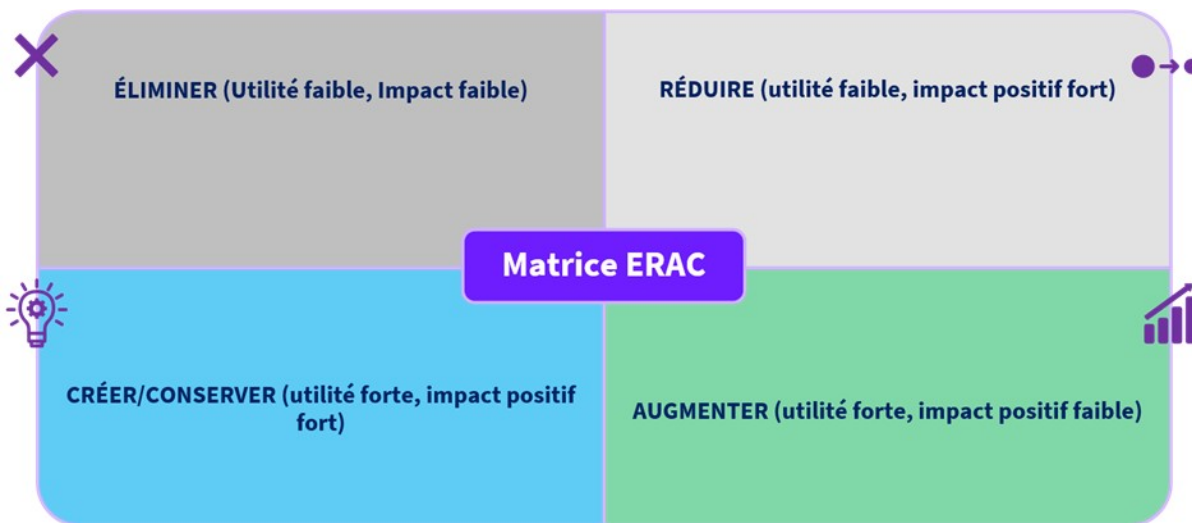 ÉLIMINER (Utilité faible, Impact faible)
RÉDUIRE (utilité faible, impact positif fort)
Matrice ERAC
CRÉER/CONSERVER (utilité forte, impact positif
fort)
AUGMENTER (utilité forte, impact positif faible)